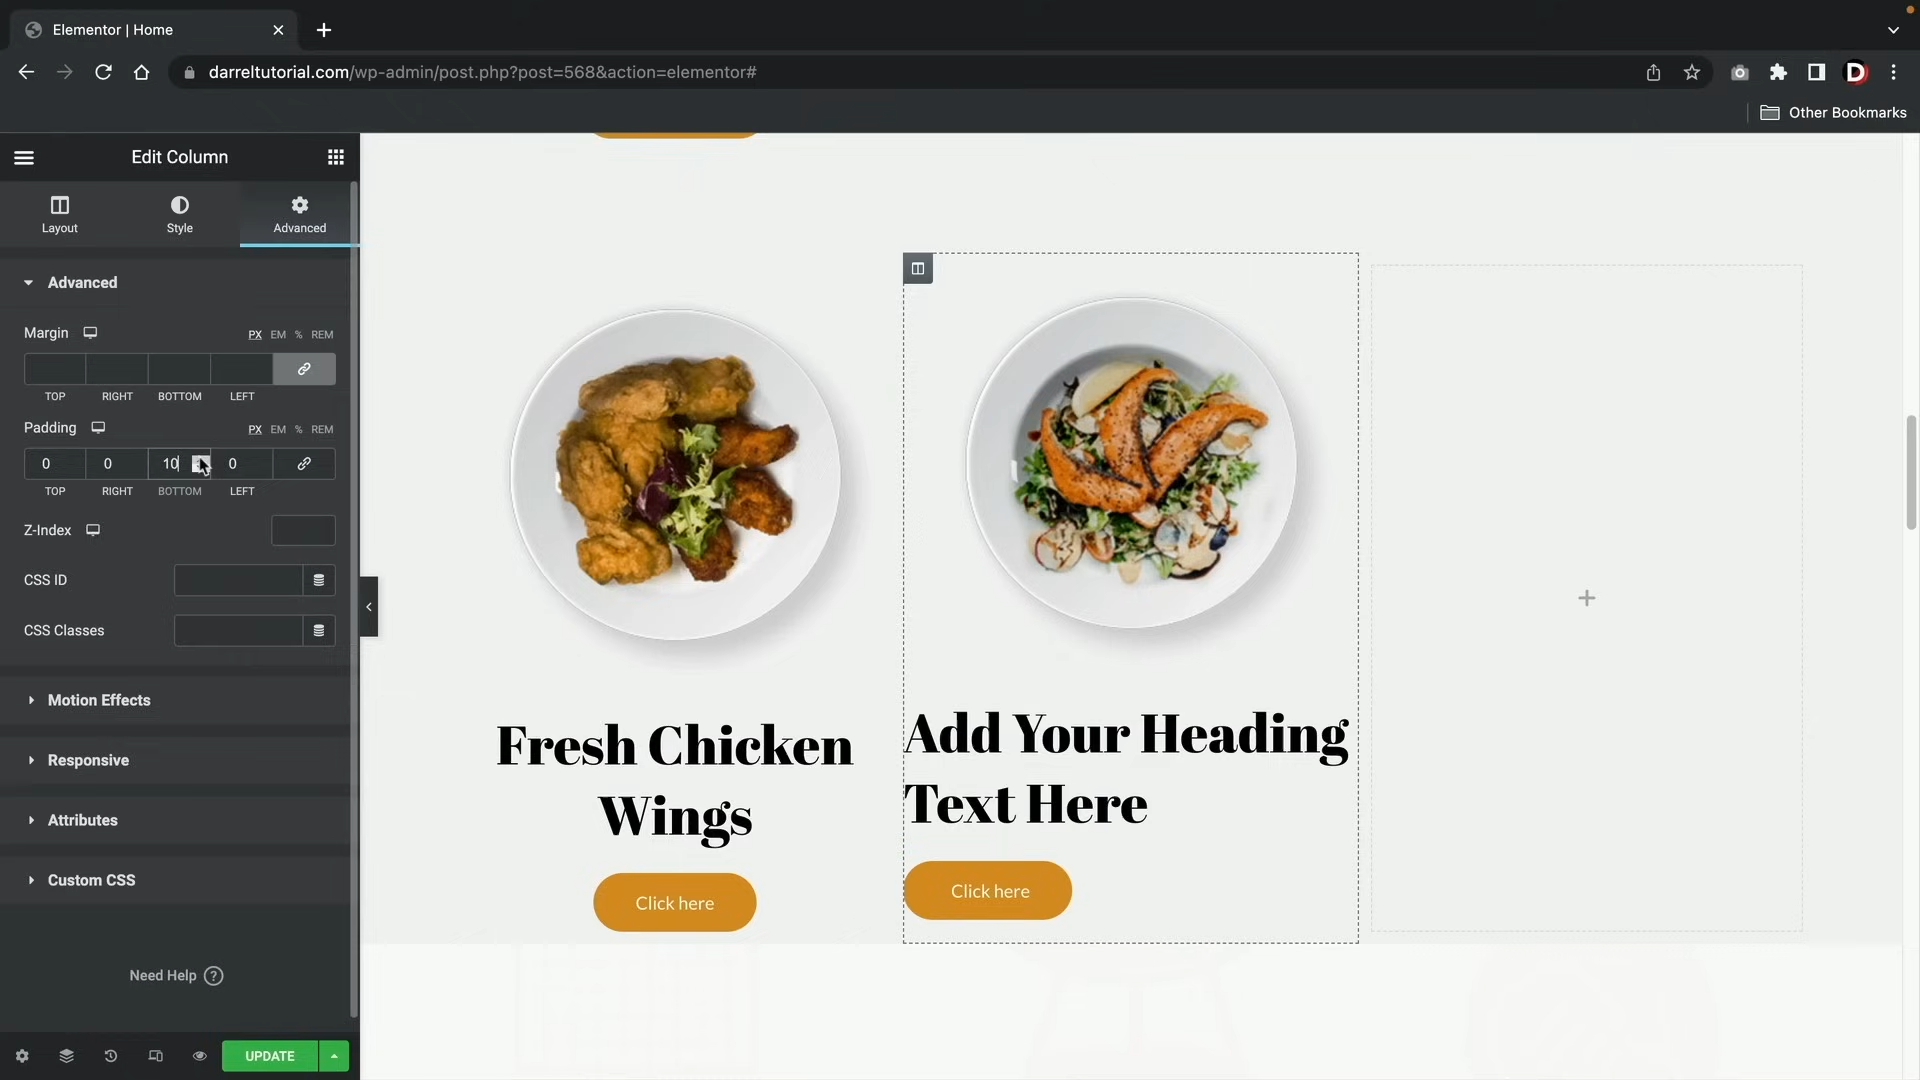 Elementor | Home
darreltutorial.com/wp-admin/post.php?post=568&action=elementor#
D
Other Bookmarks
Edit Column
Layout
Style
Advanced
Advanced
Margin
PX EM % REM
TOP RIGHT BOTTOM LEFT
Padding
PX EM % REM
0 0 10 0
TOP RIGHT BOTTOM LEFT
Z-Index
CSS ID
CSS Classes
Motion Effects
Responsive
Attributes
Custom CSS
Need Help ?
UPDATE
Fresh Chicken
Wings
Click here
Add Your Heading
Text Here
Click here